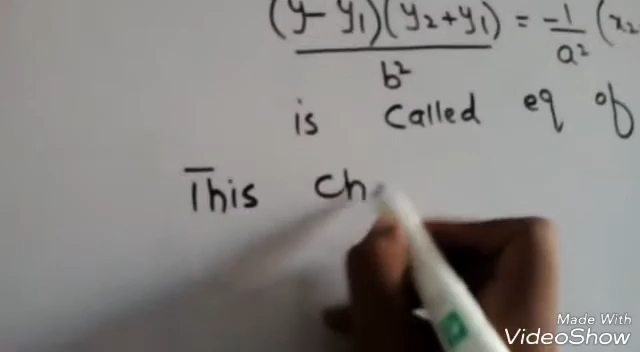 (y-y₁)(y₂+y₁)/b² = -1/a² (x₂
is called eq of
This Ch
Made With
VideoShow